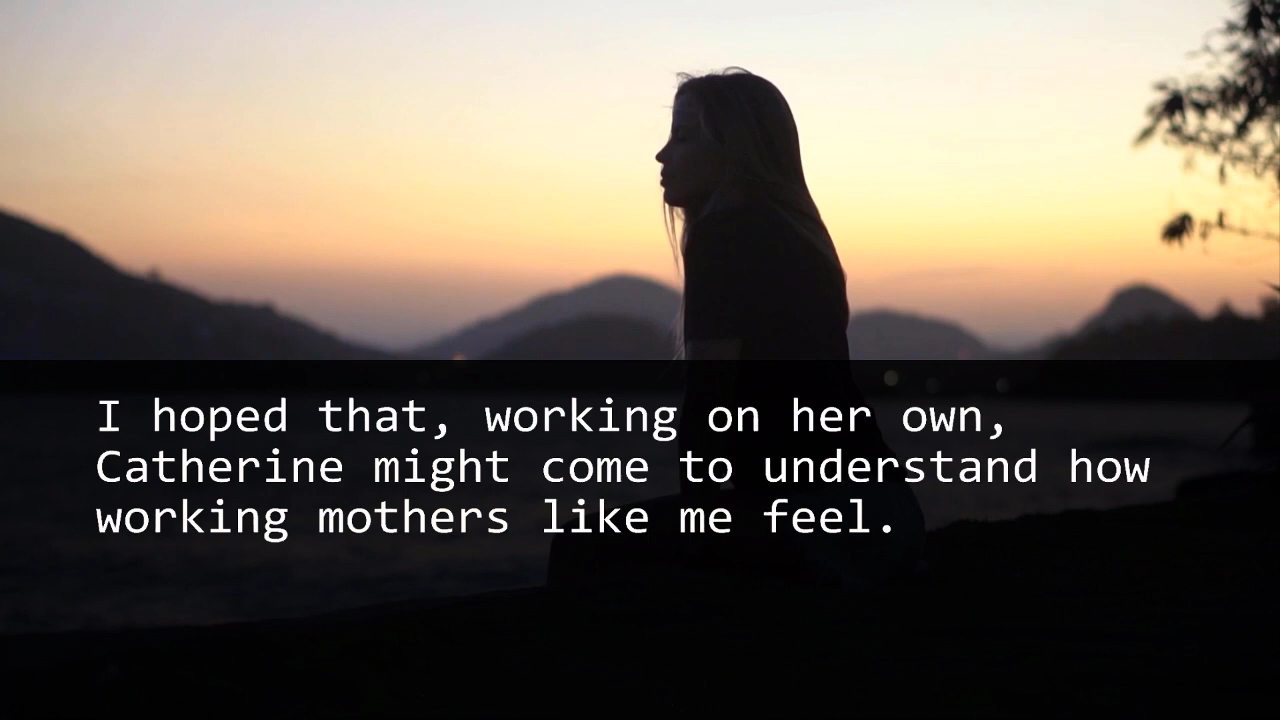 I hoped that, working on her own,
Catherine might come to understand how
working mothers like me feel.